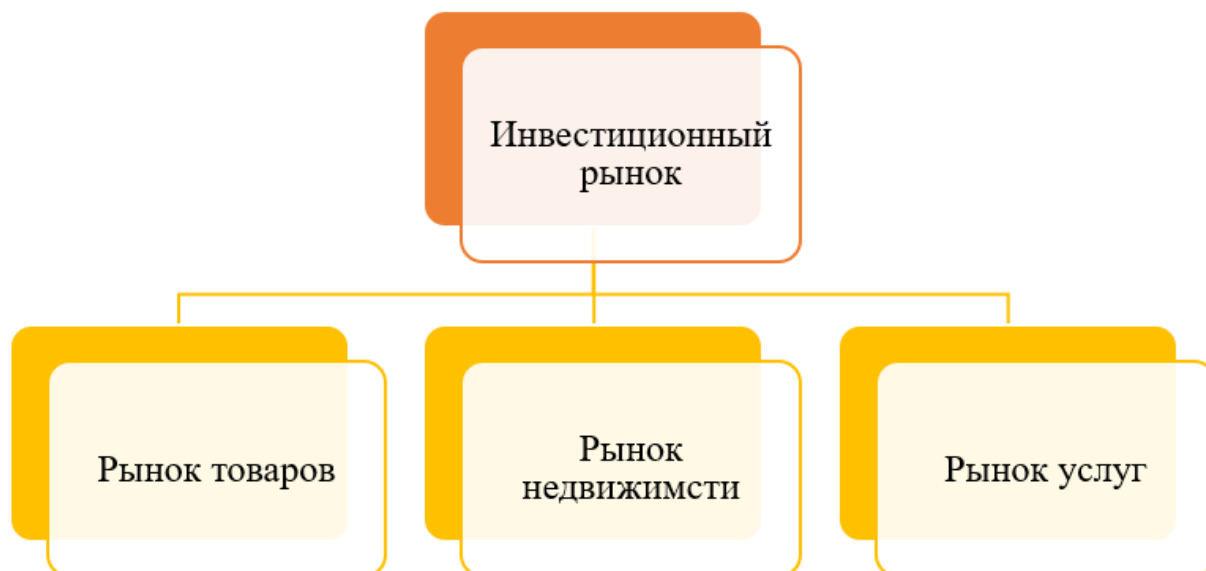 Инвестиционный
рынок
Рынок товаров
Рынок
недвижимсти
Рынок услуг